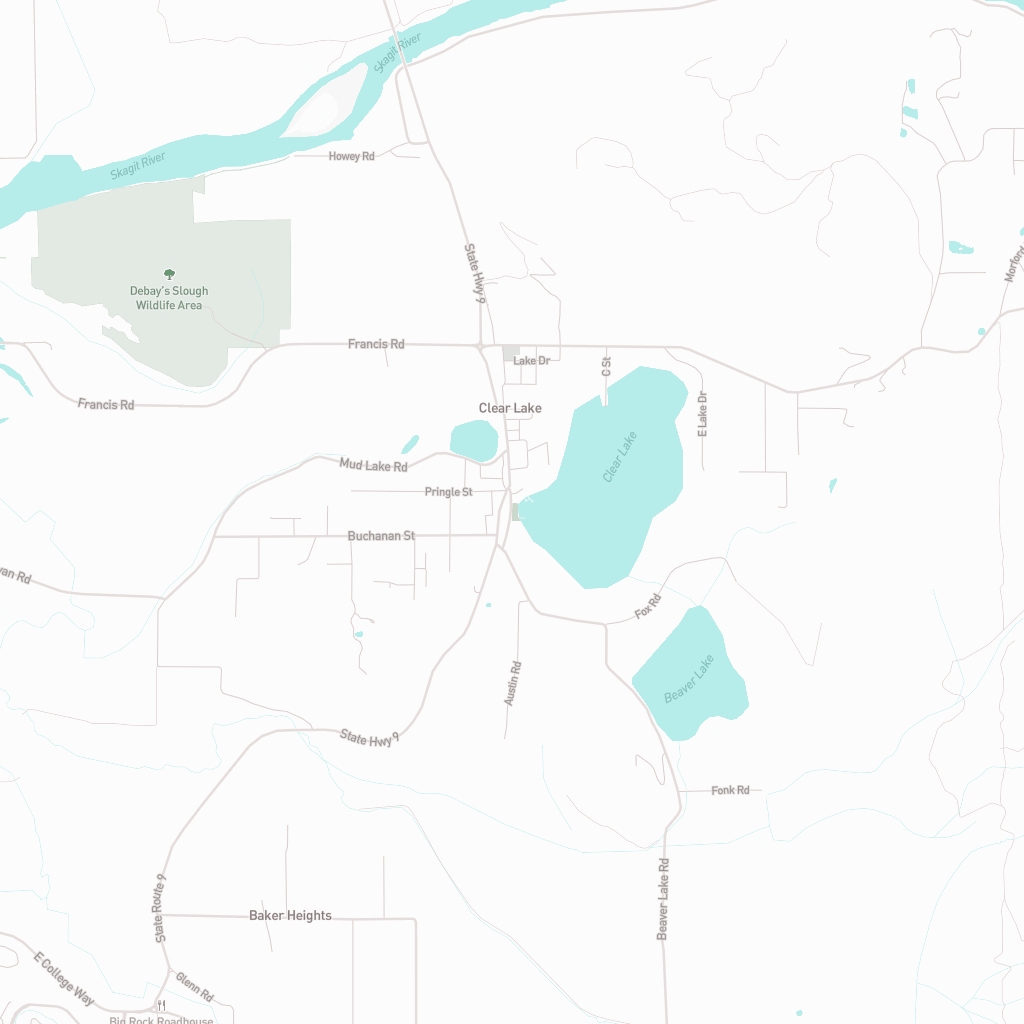 Skagit River
Skagit River
Howey Rd
State Hwy 9
Morford
Debay's Slough
Wildlife Area
Francis Rd
Lake Dr
C St
Francis Rd
Clear Lake
E Lake Dr
Clear Lake
Mud Lake Rd
Pringle St
Buchanan St
Fox Rd
Beaver Lake
Austin Rd
State Hwy 9
Fonk Rd
State Route 9
Beaver Lake Rd
Baker Heights
E College Way
Glenn Rd
Big Rock Roadhouse